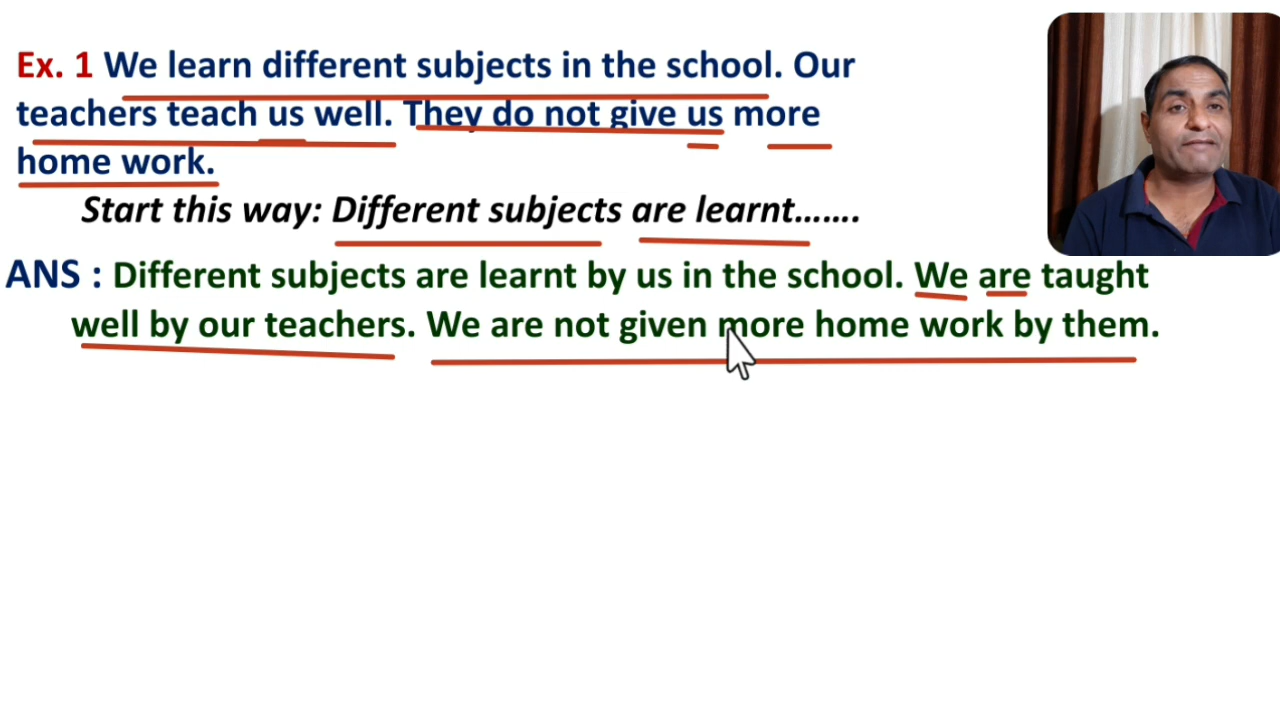 Ex. 1 We learn different subjects in the school. Our
teachers teach us well. They do not give us more
home work.
Start this way: Different subjects are learnt…….
ANS : Different subjects are learnt by us in the school. We are taught
well by our teachers. We are not given more home work by them.